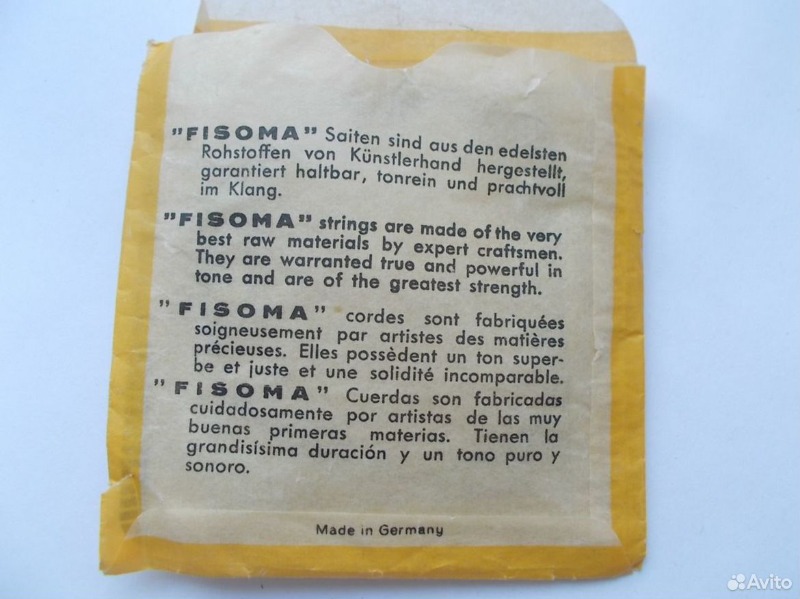 "FISOMA" Saiten sind aus den edelsten
Rohstoffen von Künstlerhand hergestellt,
garantiert haltbar, tonrein und prachtvoll
im Klang.
"FISOMA" strings are made of the very
best raw materials by expert craftsmen.
They are warranted true and powerful in
tone and are of the greatest strength.
"FISOMA" cordes sont fabriquées
soigneusement par artistes des matières
précieuses. Elles possèdent un ton super-
be et juste et une solidité incomparable.
"FISOMA" Cuerdas son fabricadas
cuidadosamente por artistas de las muy
buenas primeras materias. Tienen la
grandisísima duración y un tono puro y
sonoro.
Made in Germany
Avito